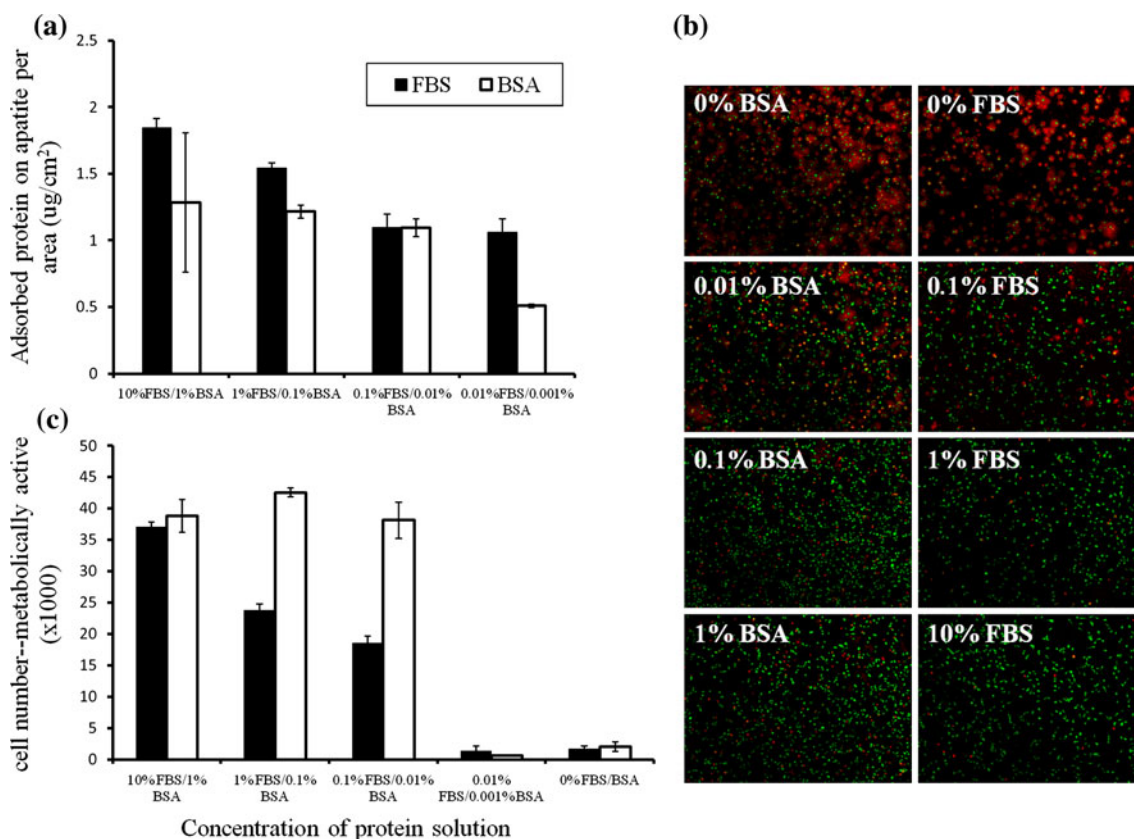 (a)
Adsorbed protein on apatite per
area (ug/cm²)
2.5
2
1.5
1
0.5
0
FBS
BSA
10%FBS/1%BSA
1%FBS/0.1%BSA
0.1%FBS/0.01%
BSA
0.01%FBS/0.001%
BSA
(c)
cell number--metabolically active
(x1000)
50
45
40
35
30
25
20
15
10
5
0
10%FBS/1%
BSA
1%FBS/0.1%
BSA
0.1%FBS/0.01%
BSA
0.01%
FBS/0.001%BSA
0%FBS/BSA
Concentration of protein solution
(b)
0% BSA
0% FBS
0.01% BSA
0.1% FBS
0.1% BSA
1% FBS
1% BSA
10% FBS